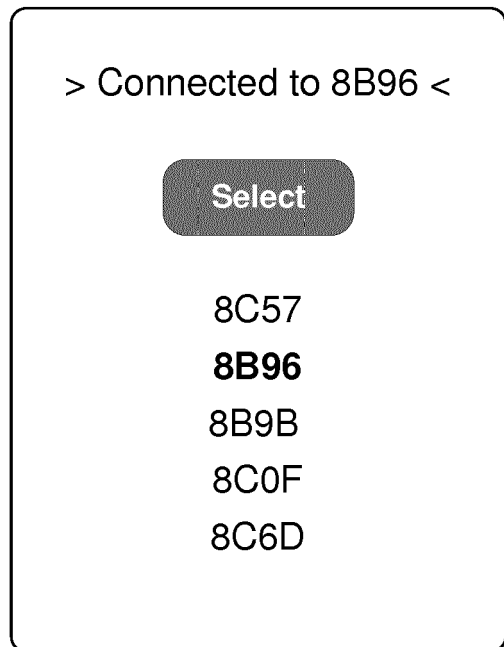 > Connected to 8B96 <
Select
8C57
8B96
8B9B
8C0F
8C6D